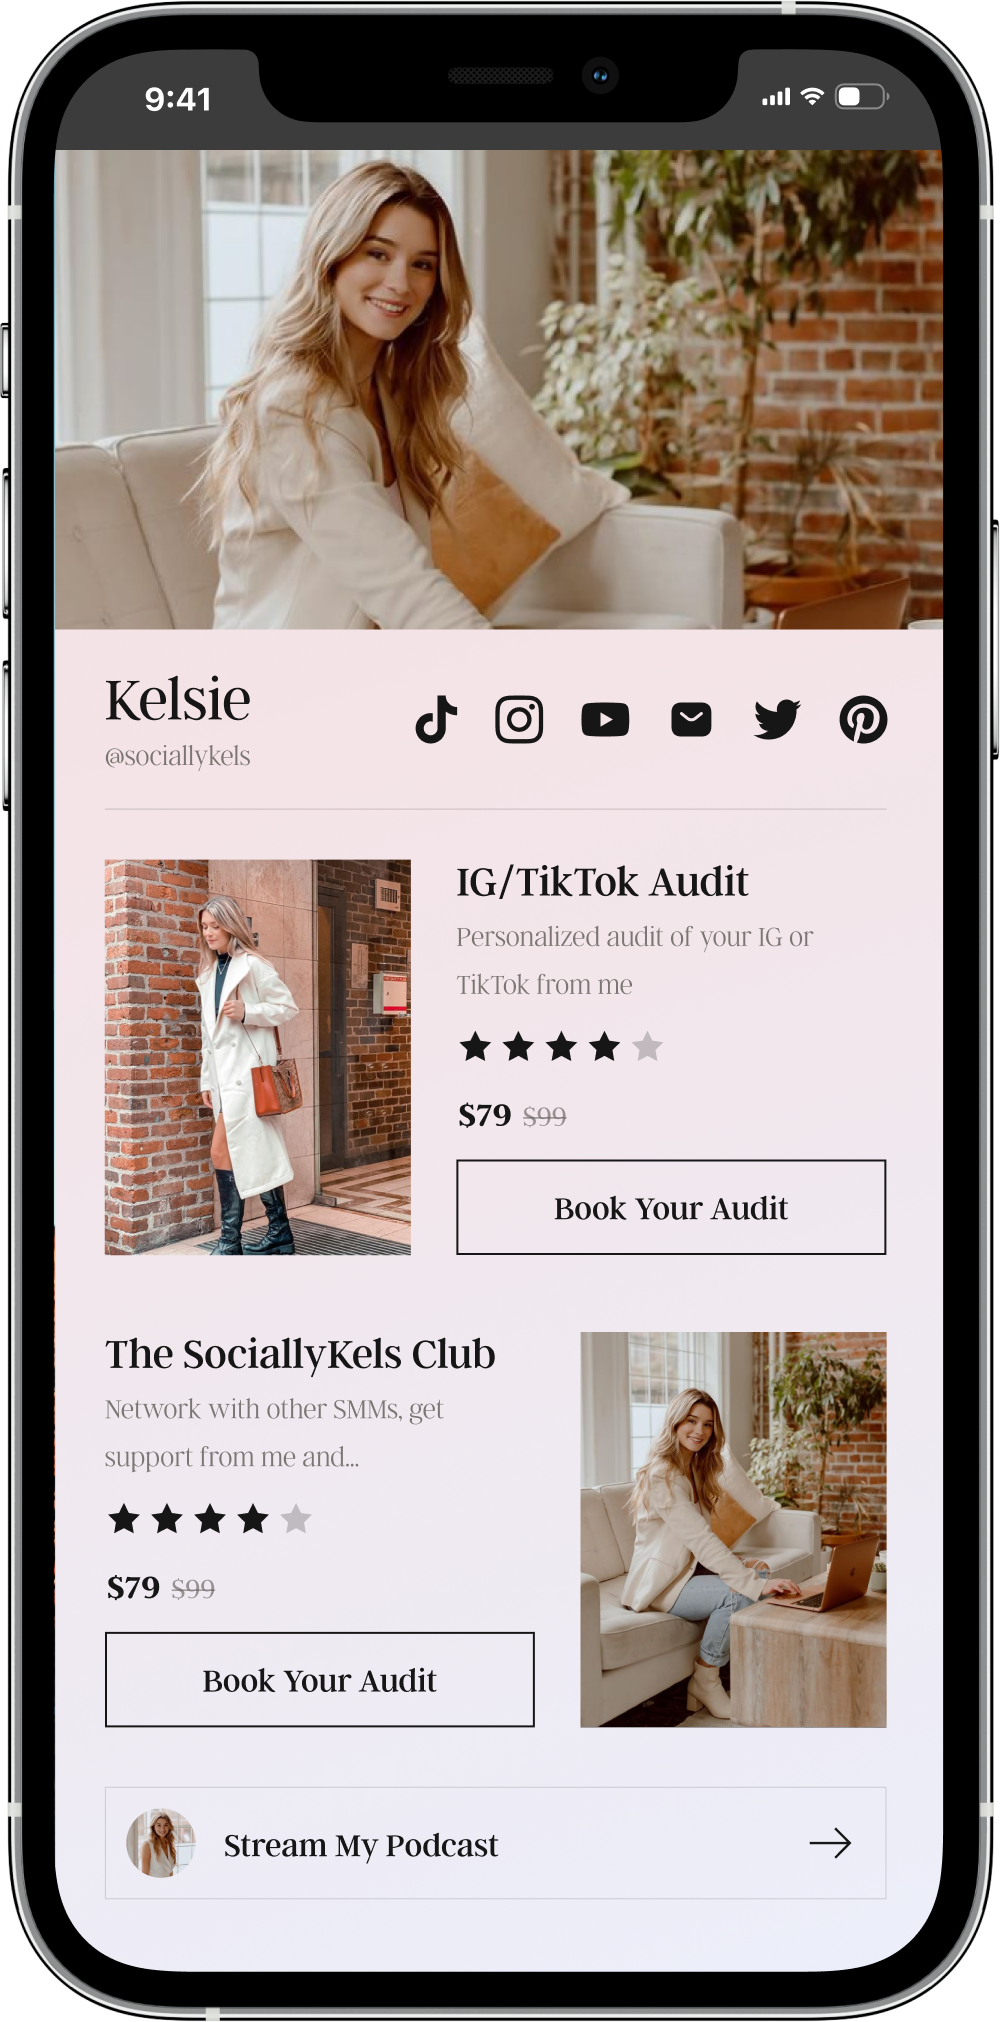 9:41
Kelsie
@sociallykels
IG/TikTok Audit
Personalized audit of your IG or
TikTok from me
$79 $99
Book Your Audit
The SociallyKels Club
Network with other SMMs, get
support from me and...
$79 $99
Book Your Audit
Stream My Podcast